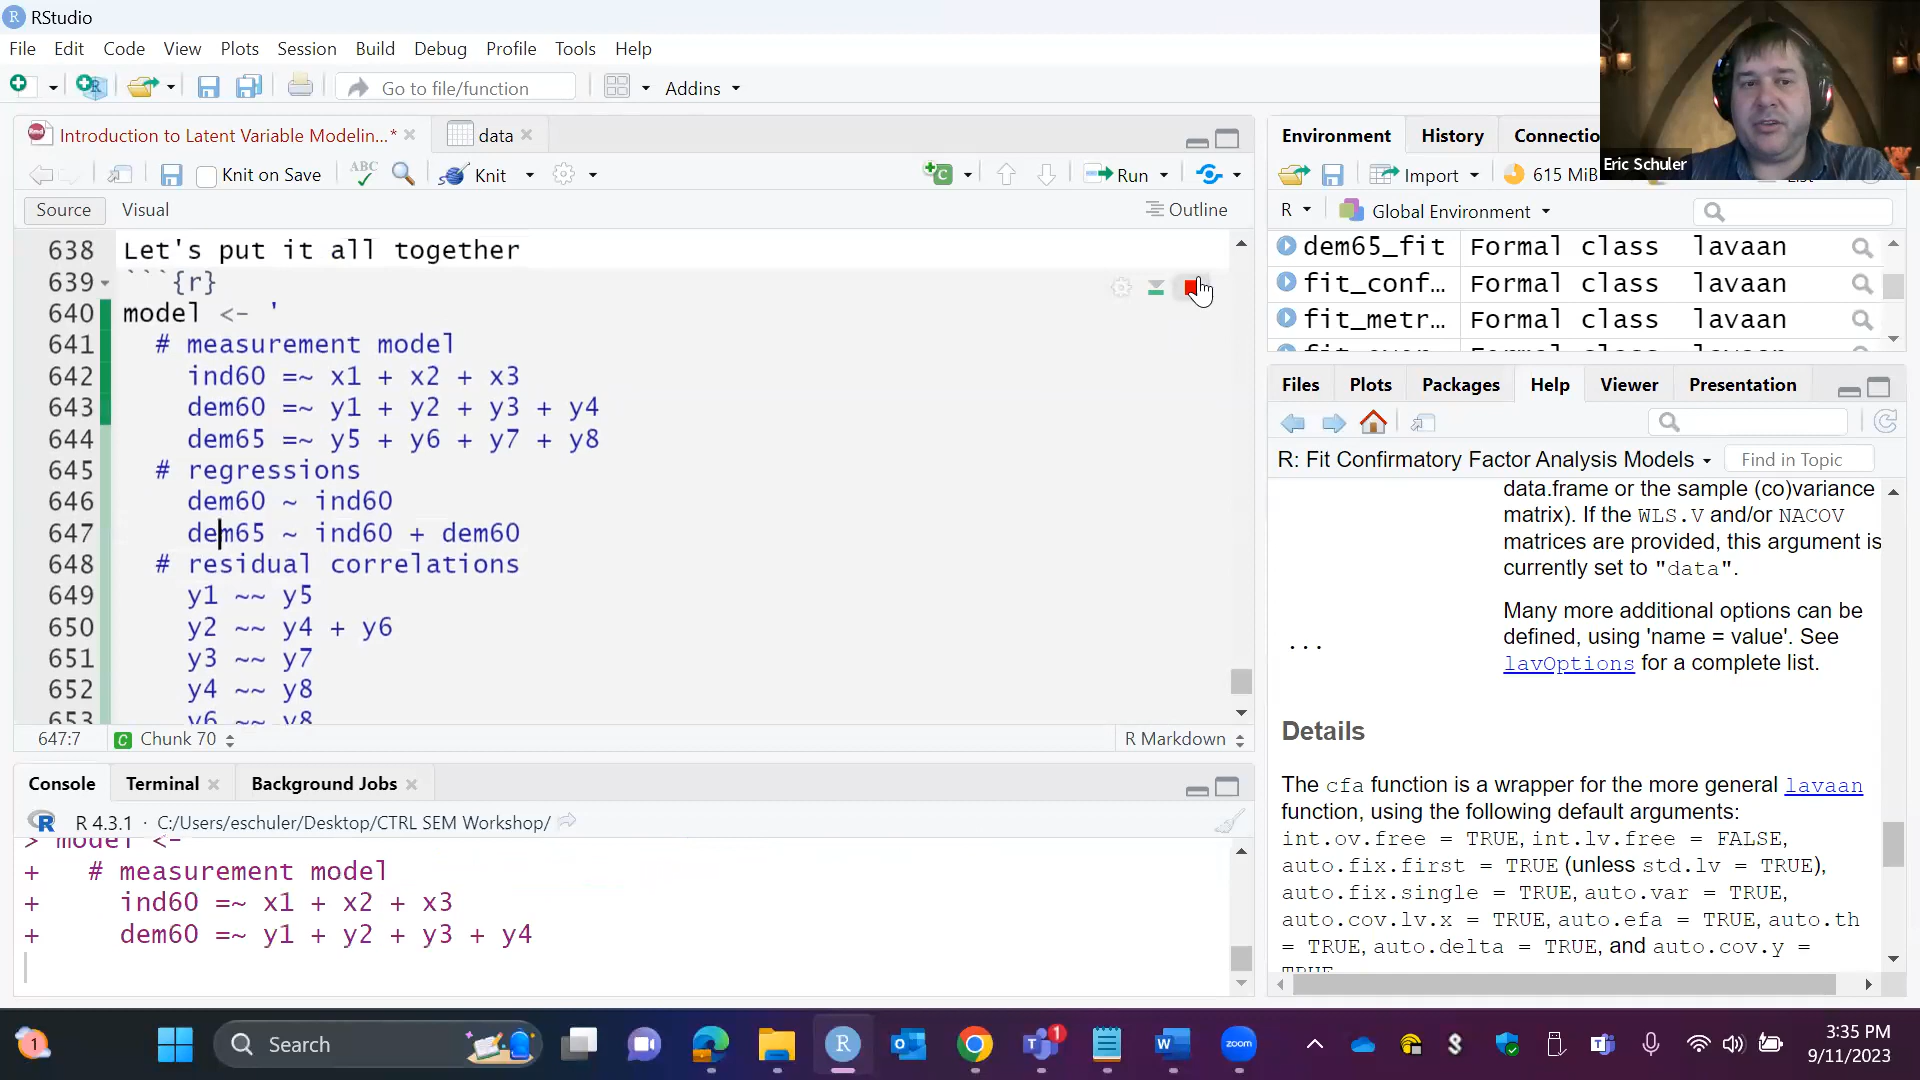 RStudio
File Edit Code View Plots Session Build Debug Profile Tools Help
Go to file/function Addins
Introduction to Latent Variable Modelin...* data
Knit on Save ABC Knit Run
Source Visual Outline
638 Let's put it all together
639 ```{r}
640 model <- '
641 # measurement model
642 ind60 =~ x1 + x2 + x3
643 dem60 =~ y1 + y2 + y3 + y4
644 dem65 =~ y5 + y6 + y7 + y8
645 # regressions
646 dem60 ~ ind60
647 dem65 ~ ind60 + dem60
648 # residual correlations
649 y1 ~~ y5
650 y2 ~~ y4 + y6
651 y3 ~~ y7
652 y4 ~~ y8
653 y6 ~~ y8
647:7 Chunk 70 R Markdown
Console Terminal Background Jobs
R 4.3.1 · C:/Users/eschuler/Desktop/CTRL SEM Workshop/
> model <- '
+ # measurement model
+ ind60 =~ x1 + x2 + x3
+ dem60 =~ y1 + y2 + y3 + y4
Environment History Connectio
Import 615 MiB
R Global Environment
dem65_fit Formal class lavaan
fit_conf... Formal class lavaan
fit_metr... Formal class lavaan
Eric Schuler
Files Plots Packages Help Viewer Presentation
R: Fit Confirmatory Factor Analysis Models Find in Topic
data.frame or the sample (co)variance
matrix). If the WLS.V and/or NACOV
matrices are provided, this argument is
currently set to "data".
Many more additional options can be
defined, using 'name = value'. See
...
lavOptions for a complete list.
Details
The cfa function is a wrapper for the more general lavaan
function, using the following default arguments:
int.ov.free = TRUE, int.lv.free = FALSE,
auto.fix.first = TRUE (unless std.lv = TRUE),
auto.fix.single = TRUE, auto.var = TRUE,
auto.cov.lv.x = TRUE, auto.efa = TRUE, auto.th
= TRUE, auto.delta = TRUE, and auto.cov.y =
TRUE
1 Search 1 zoom
3:35 PM
9/11/2023